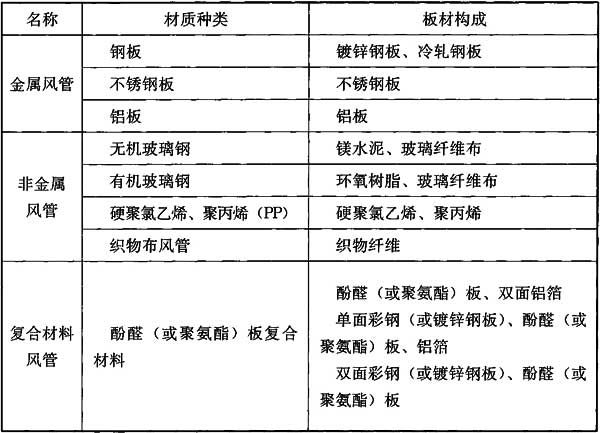 名称 材质种类 板材构成
金属风管 钢板 镀锌钢板、冷轧钢板
不锈钢板 不锈钢板
铝板 铝板
非金属
风管
无机玻璃钢 镁水泥、玻璃纤维布
有机玻璃钢 环氧树脂、玻璃纤维布
硬聚氯乙烯、聚丙烯（PP） 硬聚氯乙烯、聚丙烯
织物布风管 织物纤维
复合材料
风管
酚醛（或聚氨酯）板复合
材料
酚醛（或聚氨酯）板、双面铝箔
单面彩钢（或镀锌钢板）、酚醛（或
聚氨酯）板、铝箔
双面彩钢（或镀锌钢板）、酚醛（或
聚氨酯）板